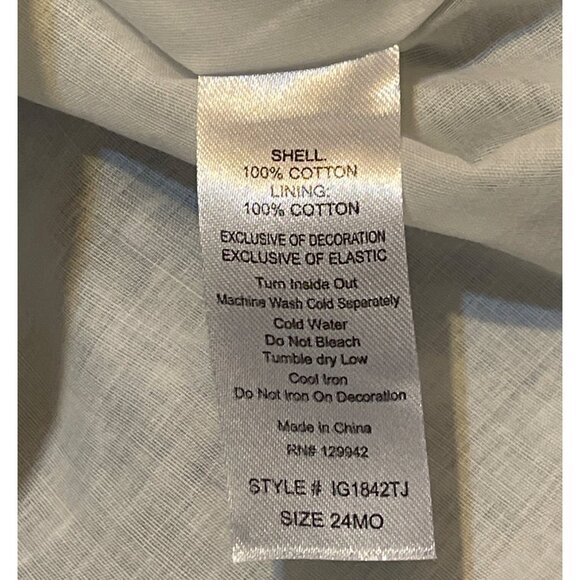 SHELL:
100% COTTON
LINING:
100% COTTON
EXCLUSIVE OF DECORATION
EXCLUSIVE OF ELASTIC
Turn Inside Out
Machine Wash Cold Separately
Cold Water
Do Not Bleach
Tumble dry Low
Cool Iron
Do Not Iron On Decoration
Made in China
RN# 129942
STYLE # IG1842TJ
SIZE 24MO